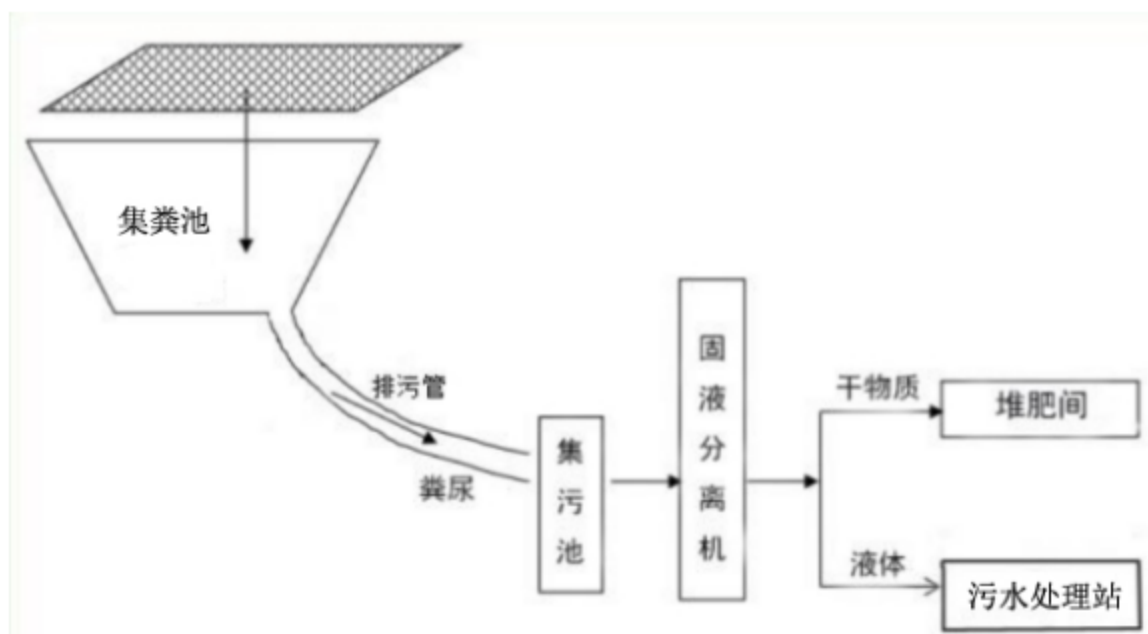 集粪池
排污管
粪尿
集污池
固液分离机
干物质
堆肥间
液体
污水处理站